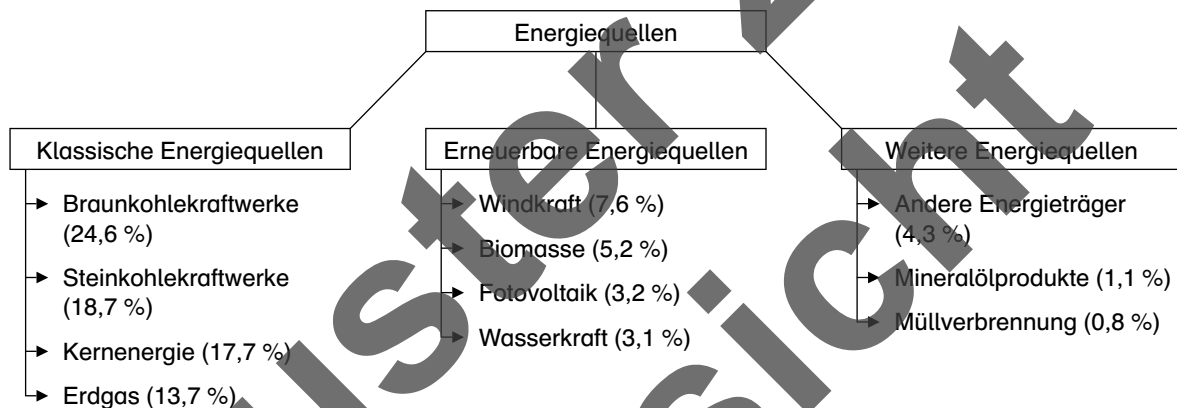 Energiequellen
Klassische Energiequellen
Braunkohlekraftwerke
(24,6 %)
Steinkohlekraftwerke
(18,7 %)
Kernenergie (17,7 %)
Erdgas (13,7 %)
Erneuerbare Energiequellen
Windkraft (7,6 %)
Biomasse (5,2 %)
Fotovoltaik (3,2 %)
Wasserkraft (3,1 %)
Weitere Energiequellen
Andere Energieträger
(4,3 %)
Mineralölprodukte (1,1 %)
Müllverbrennung (0,8 %)